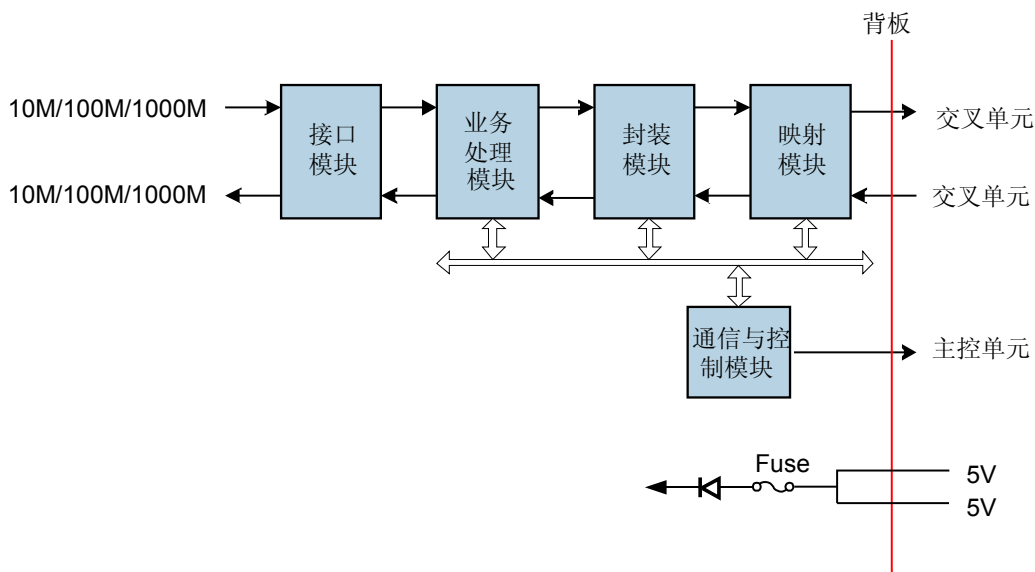 背板
10M/100M/1000M
接口
模块
业务
处理
模块
封装
模块
映射
模块
交叉单元
10M/100M/1000M
交叉单元
通信与控
制模块
主控单元
Fuse
5V
5V